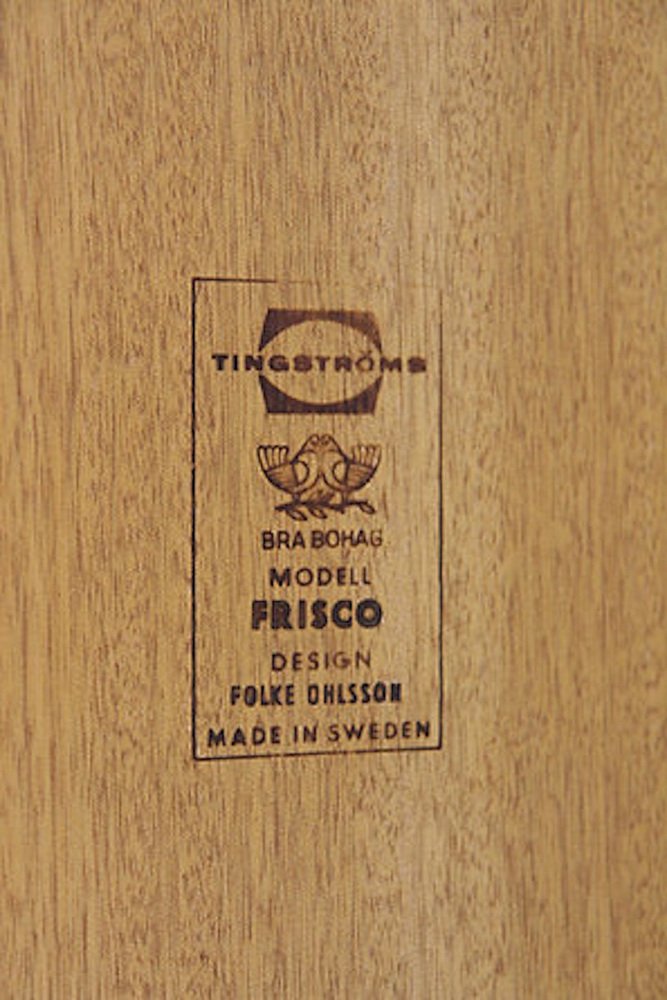 TINGSTRÖMS
BRA BOHAG
MODELL
FRISCO
DESIGN
FOLKE OHLSSON
MADE IN SWEDEN